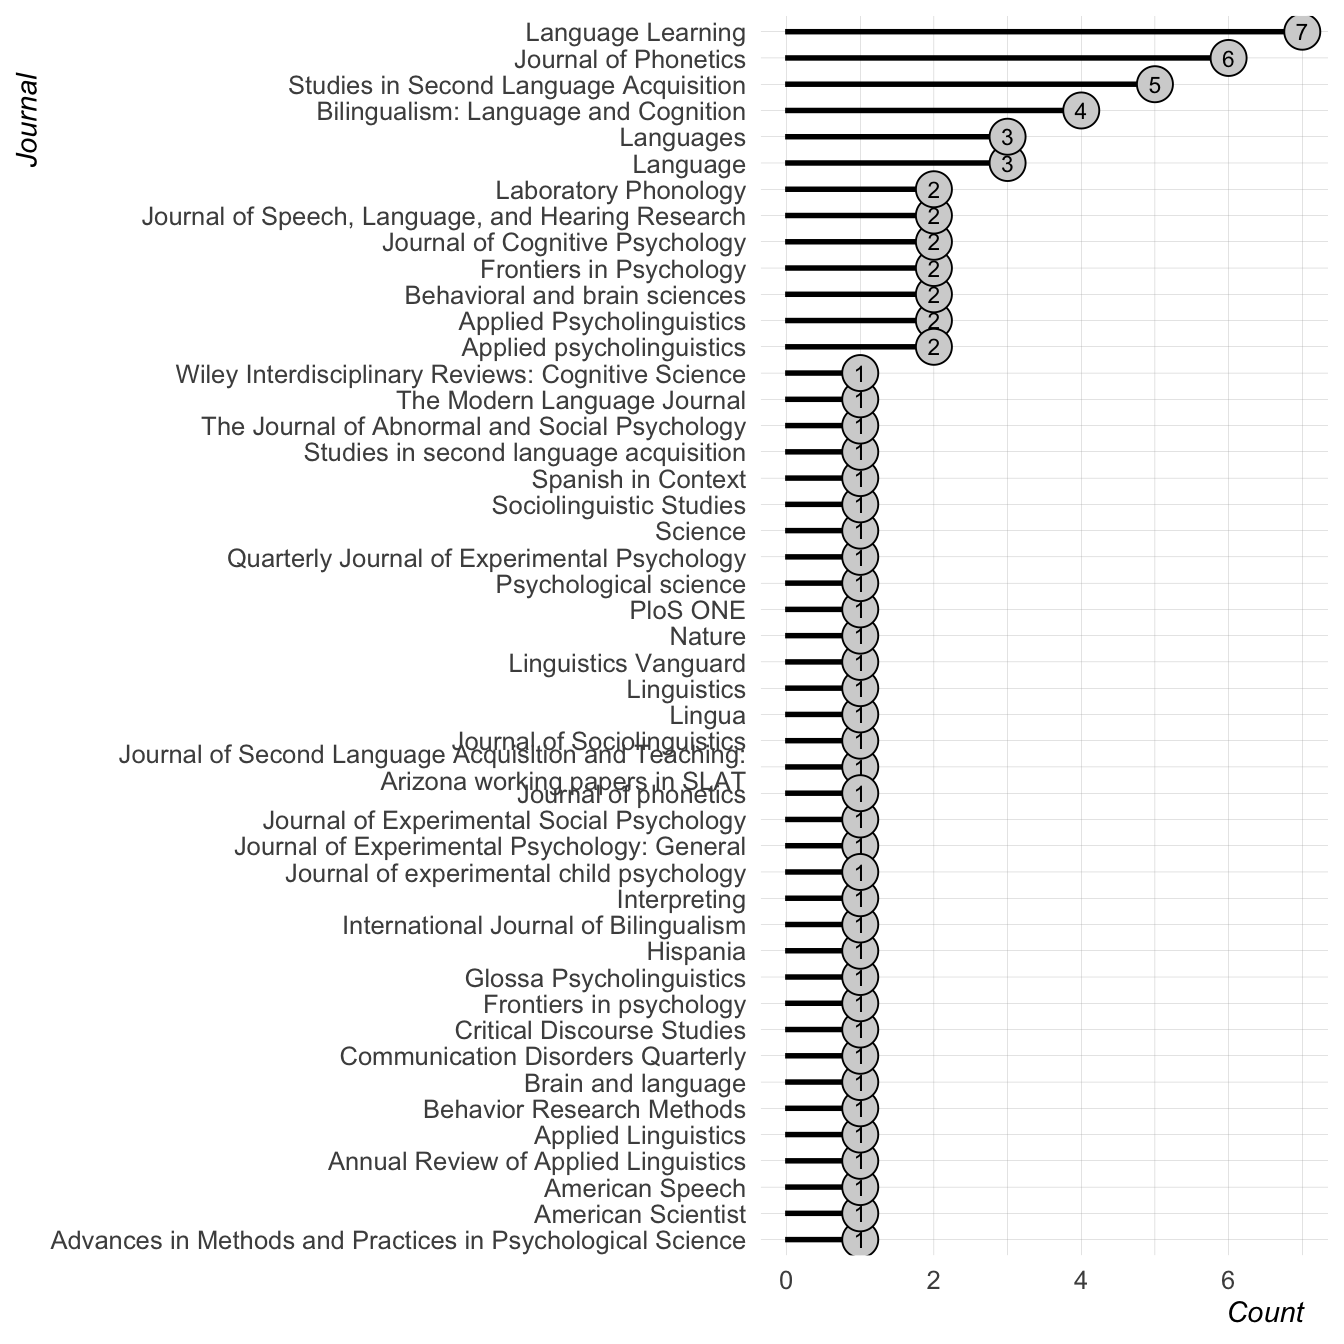 Journal
Language Learning 7
Journal of Phonetics 6
Studies in Second Language Acquisition 5
Bilingualism: Language and Cognition 4
Languages 3
Language 3
Laboratory Phonology 2
Journal of Speech, Language, and Hearing Research 2
Journal of Cognitive Psychology 2
Frontiers in Psychology 2
Behavioral and brain sciences 2
Applied Psycholinguistics 2
Applied psycholinguistics 2
Wiley Interdisciplinary Reviews: Cognitive Science 1
The Modern Language Journal 1
The Journal of Abnormal and Social Psychology 1
Studies in second language acquisition 1
Spanish in Context 1
Sociolinguistic Studies 1
Science 1
Quarterly Journal of Experimental Psychology 1
Psychological science 1
PloS ONE 1
Nature 1
Linguistics Vanguard 1
Linguistics 1
Lingua 1
Journal of Sociolinguistics 1
Journal of Second Language Acquisition and Teaching:
Arizona working papers in SLAT 1
Journal of phonetics 1
Journal of Experimental Social Psychology 1
Journal of Experimental Psychology: General 1
Journal of experimental child psychology 1
Interpreting 1
International Journal of Bilingualism 1
Hispania 1
Glossa Psycholinguistics 1
Frontiers in psychology 1
Critical Discourse Studies 1
Communication Disorders Quarterly 1
Brain and language 1
Behavior Research Methods 1
Applied Linguistics 1
Annual Review of Applied Linguistics 1
American Speech 1
American Scientist 1
Advances in Methods and Practices in Psychological Science 1
0 2 4 6
Count